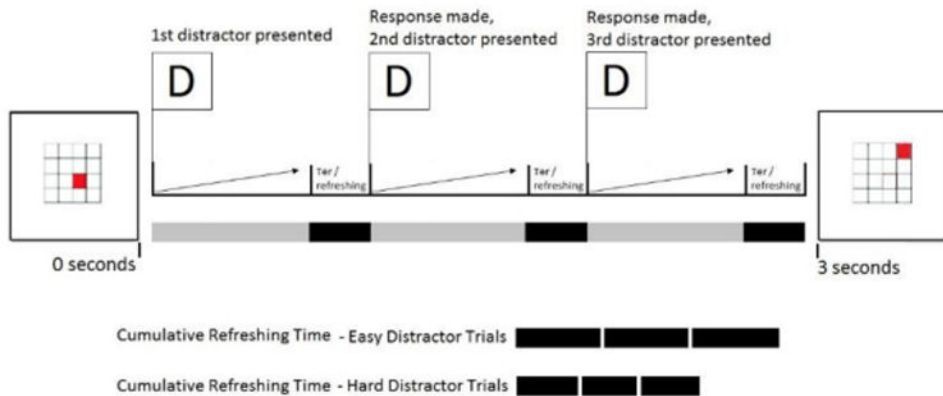 1st distractor presented
Response made,
2nd distractor presented
Response made,
3rd distractor presented
D
D
D
Ter /
refreshing
Ter /
refreshing
Ter /
refreshing
0 seconds
3 seconds
Cumulative Refreshing Time - Easy Distractor Trials
Cumulative Refreshing Time - Hard Distractor Trials